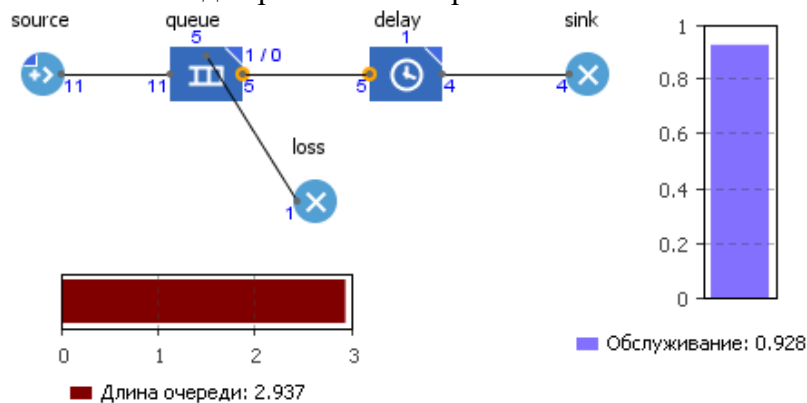 source queue delay sink
5 1 / 0 1
11 11 5 5 4 4
loss
1
1
0.8
0.6
0.4
0.2
0
Обслуживание: 0.928
0 1 2 3
Длина очереди: 2.937